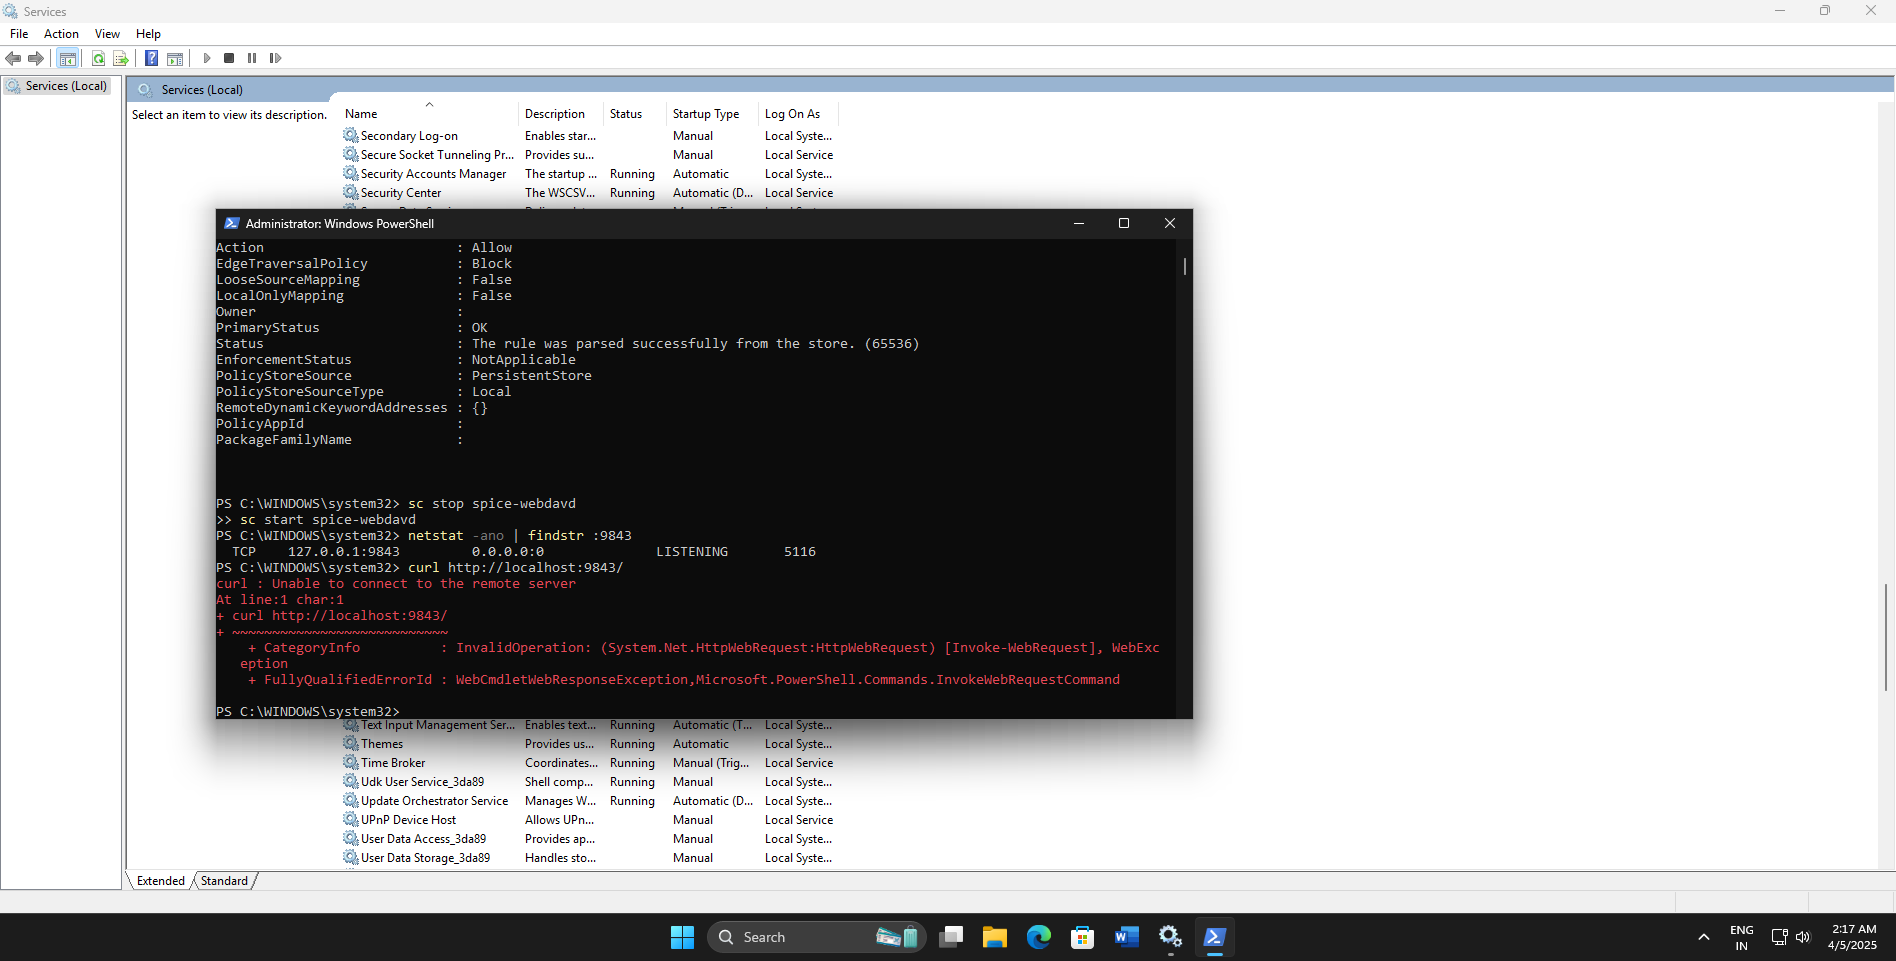 Services
File Action View Help
Services (Local)
Services (Local)
Select an item to view its description.
Name Description Status Startup Type Log On As
Secondary Log-on Enables star... Manual Local Syste...
Secure Socket Tunneling Pr... Provides su... Manual Local Service
Security Accounts Manager The startup ... Running Automatic Local Syste...
Security Center The WSCSV... Running Automatic (D... Local Service
Administrator: Windows PowerShell
Action : Allow
EdgeTraversalPolicy : Block
LooseSourceMapping : False
LocalOnlyMapping : False
Owner :
PrimaryStatus : OK
Status : The rule was parsed successfully from the store. (65536)
EnforcementStatus : NotApplicable
PolicyStoreSource : PersistentStore
PolicyStoreSourceType : Local
RemoteDynamicKeywordAddresses : {}
PolicyAppId :
PackageFamilyName :
PS C:\WINDOWS\system32> sc stop spice-webdavd
>> sc start spice-webdavd
PS C:\WINDOWS\system32> netstat -ano | findstr :9843
TCP 127.0.0.1:9843 0.0.0.0:0 LISTENING 5116
PS C:\WINDOWS\system32> curl http://localhost:9843/
curl : Unable to connect to the remote server
At line:1 char:1
+ curl http://localhost:9843/
+ ~~~~~~~~~~~~~~~~~~~~~~~~~~~
+ CategoryInfo : InvalidOperation: (System.Net.HttpWebRequest:HttpWebRequest) [Invoke-WebRequest], WebExc
eption
+ FullyQualifiedErrorId : WebCmdletWebResponseException,Microsoft.PowerShell.Commands.InvokeWebRequestCommand
PS C:\WINDOWS\system32>
Text Input Management Ser... Enables text... Running Automatic (T... Local Syste...
Themes Provides us... Running Automatic Local Syste...
Time Broker Coordinates... Running Manual (Trig... Local Service
Udk User Service_3da89 Shell comp... Running Manual Local Syste...
Update Orchestrator Service Manages W... Running Automatic (D... Local Syste...
UPnP Device Host Allows UPn... Manual Local Service
User Data Access_3da89 Provides ap... Manual Local Syste...
User Data Storage_3da89 Handles sto... Manual Local Syste...
Extended Standard
Search
ENG
IN
2:17 AM
4/5/2025